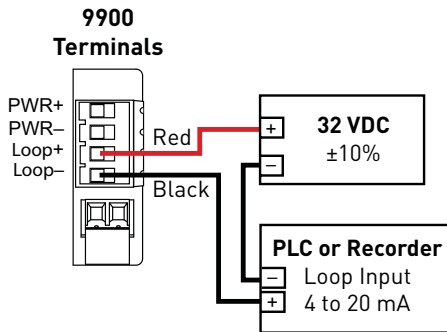 9900
Terminals
PWR+
PWR–
Loop+
Loop–
Red
Black
+
32 VDC
–
±10%
PLC or Recorder
– Loop Input
+ 4 to 20 mA